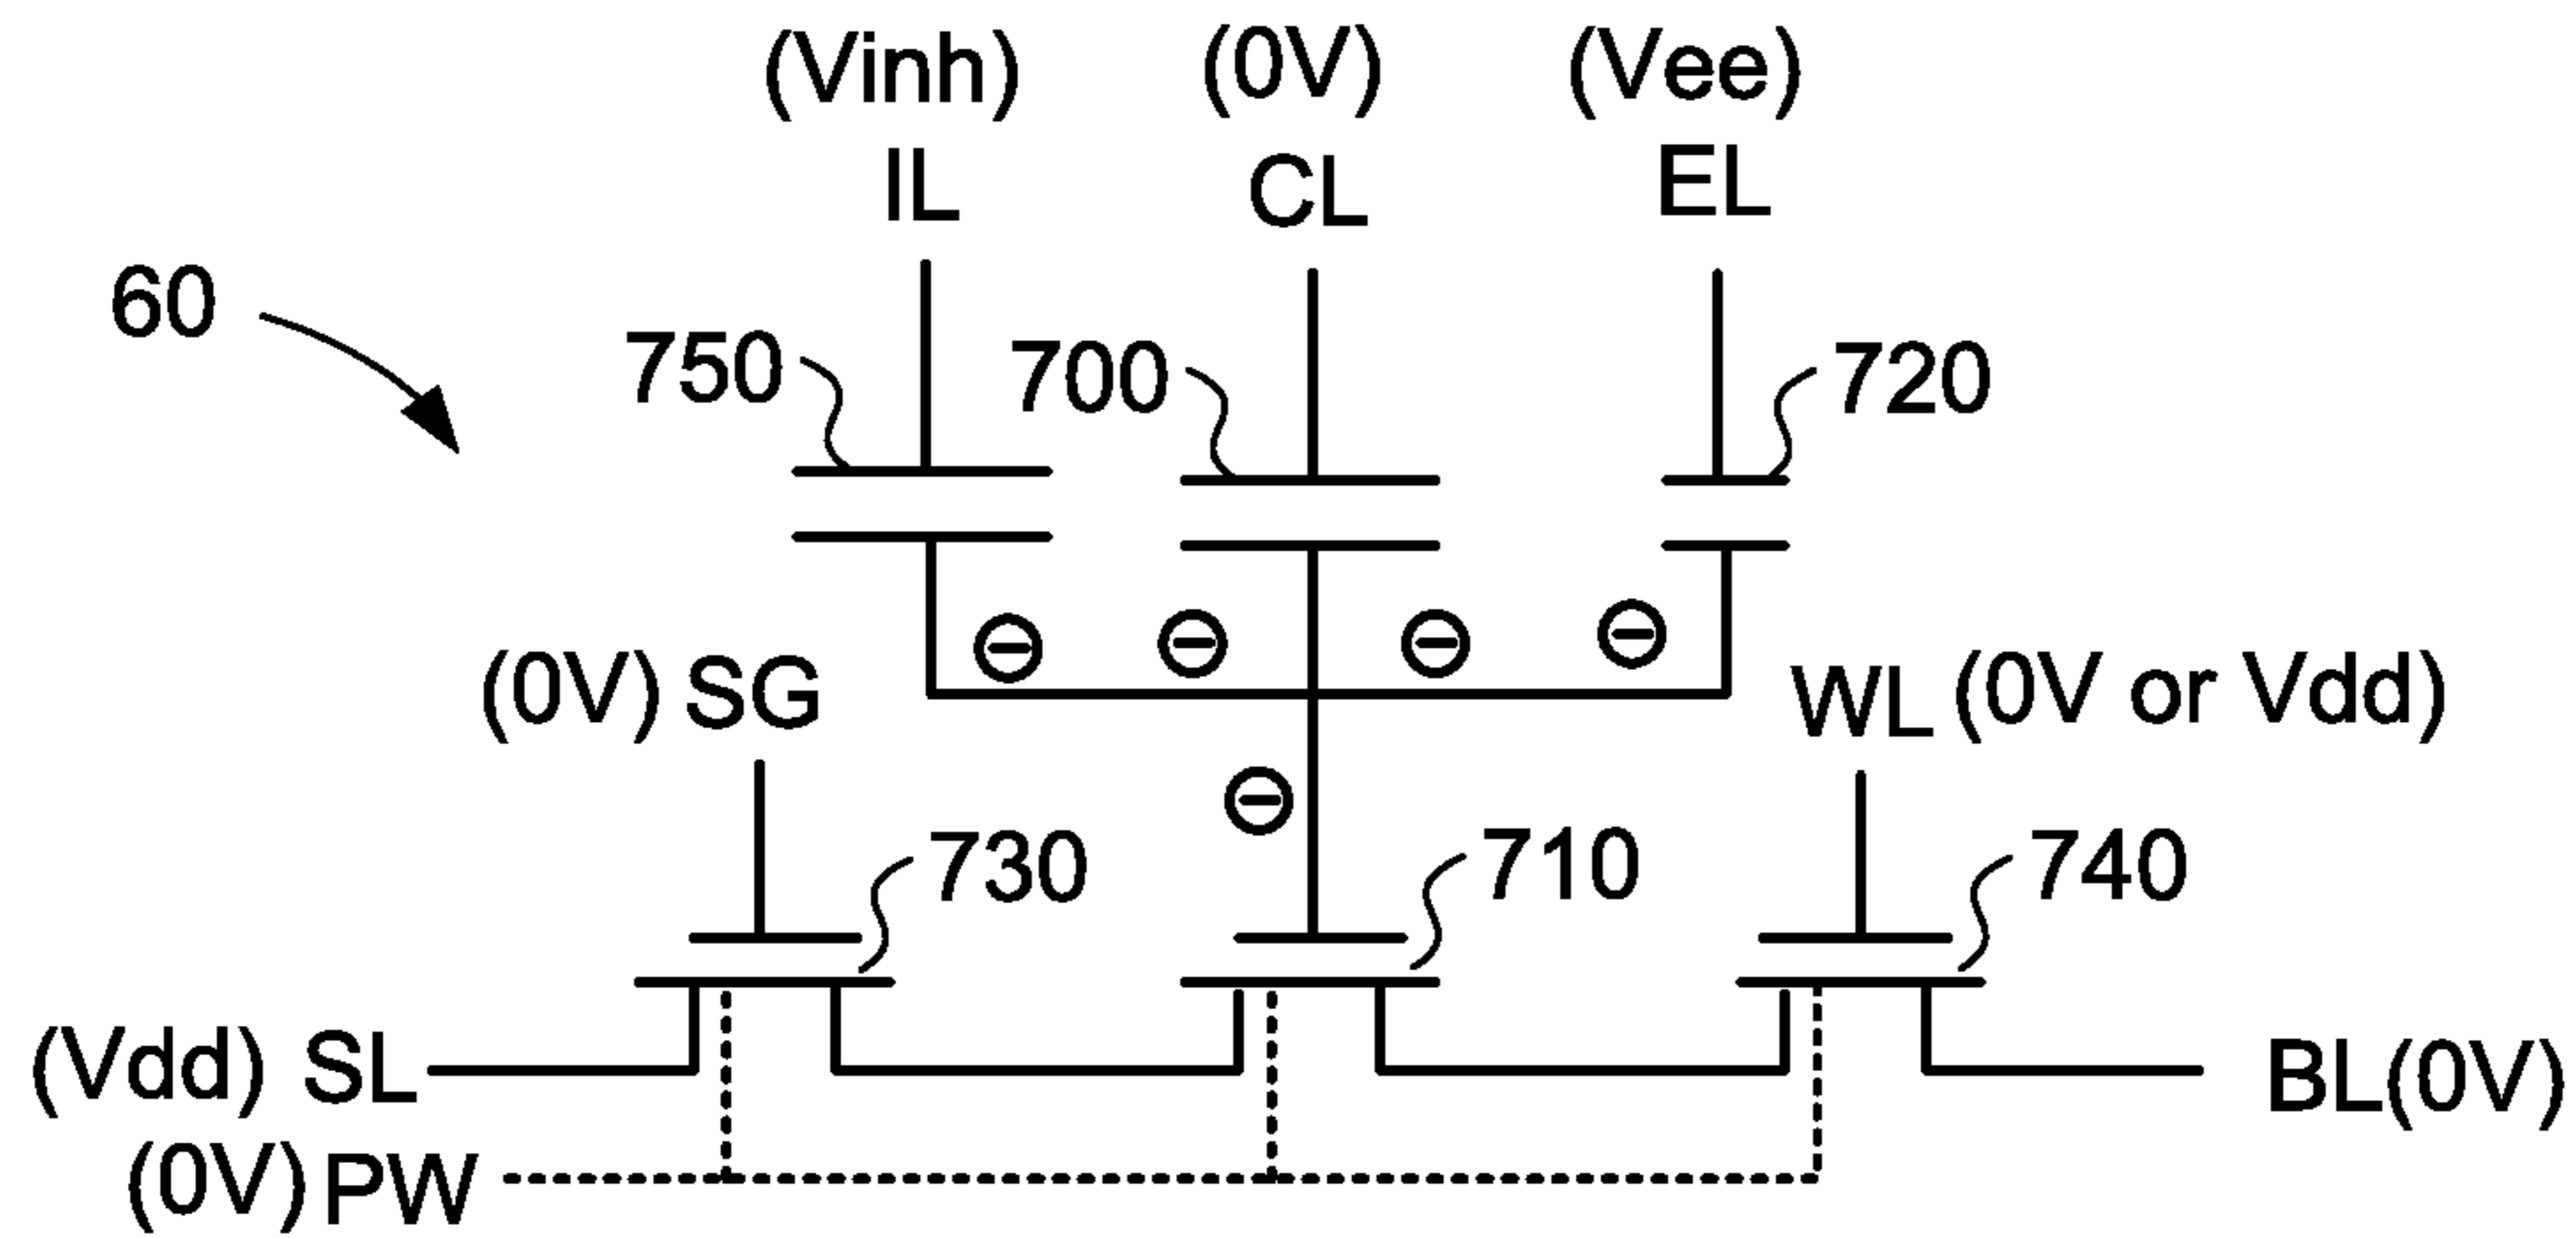 (Vinh) (0V) (Vee)
IL CL EL
60
750 700 720
⊖ ⊖ ⊖ ⊖
(0V) SG WL (0V or Vdd)
⊖
730 710 740
(Vdd) SL BL(0V)
(0V) PW